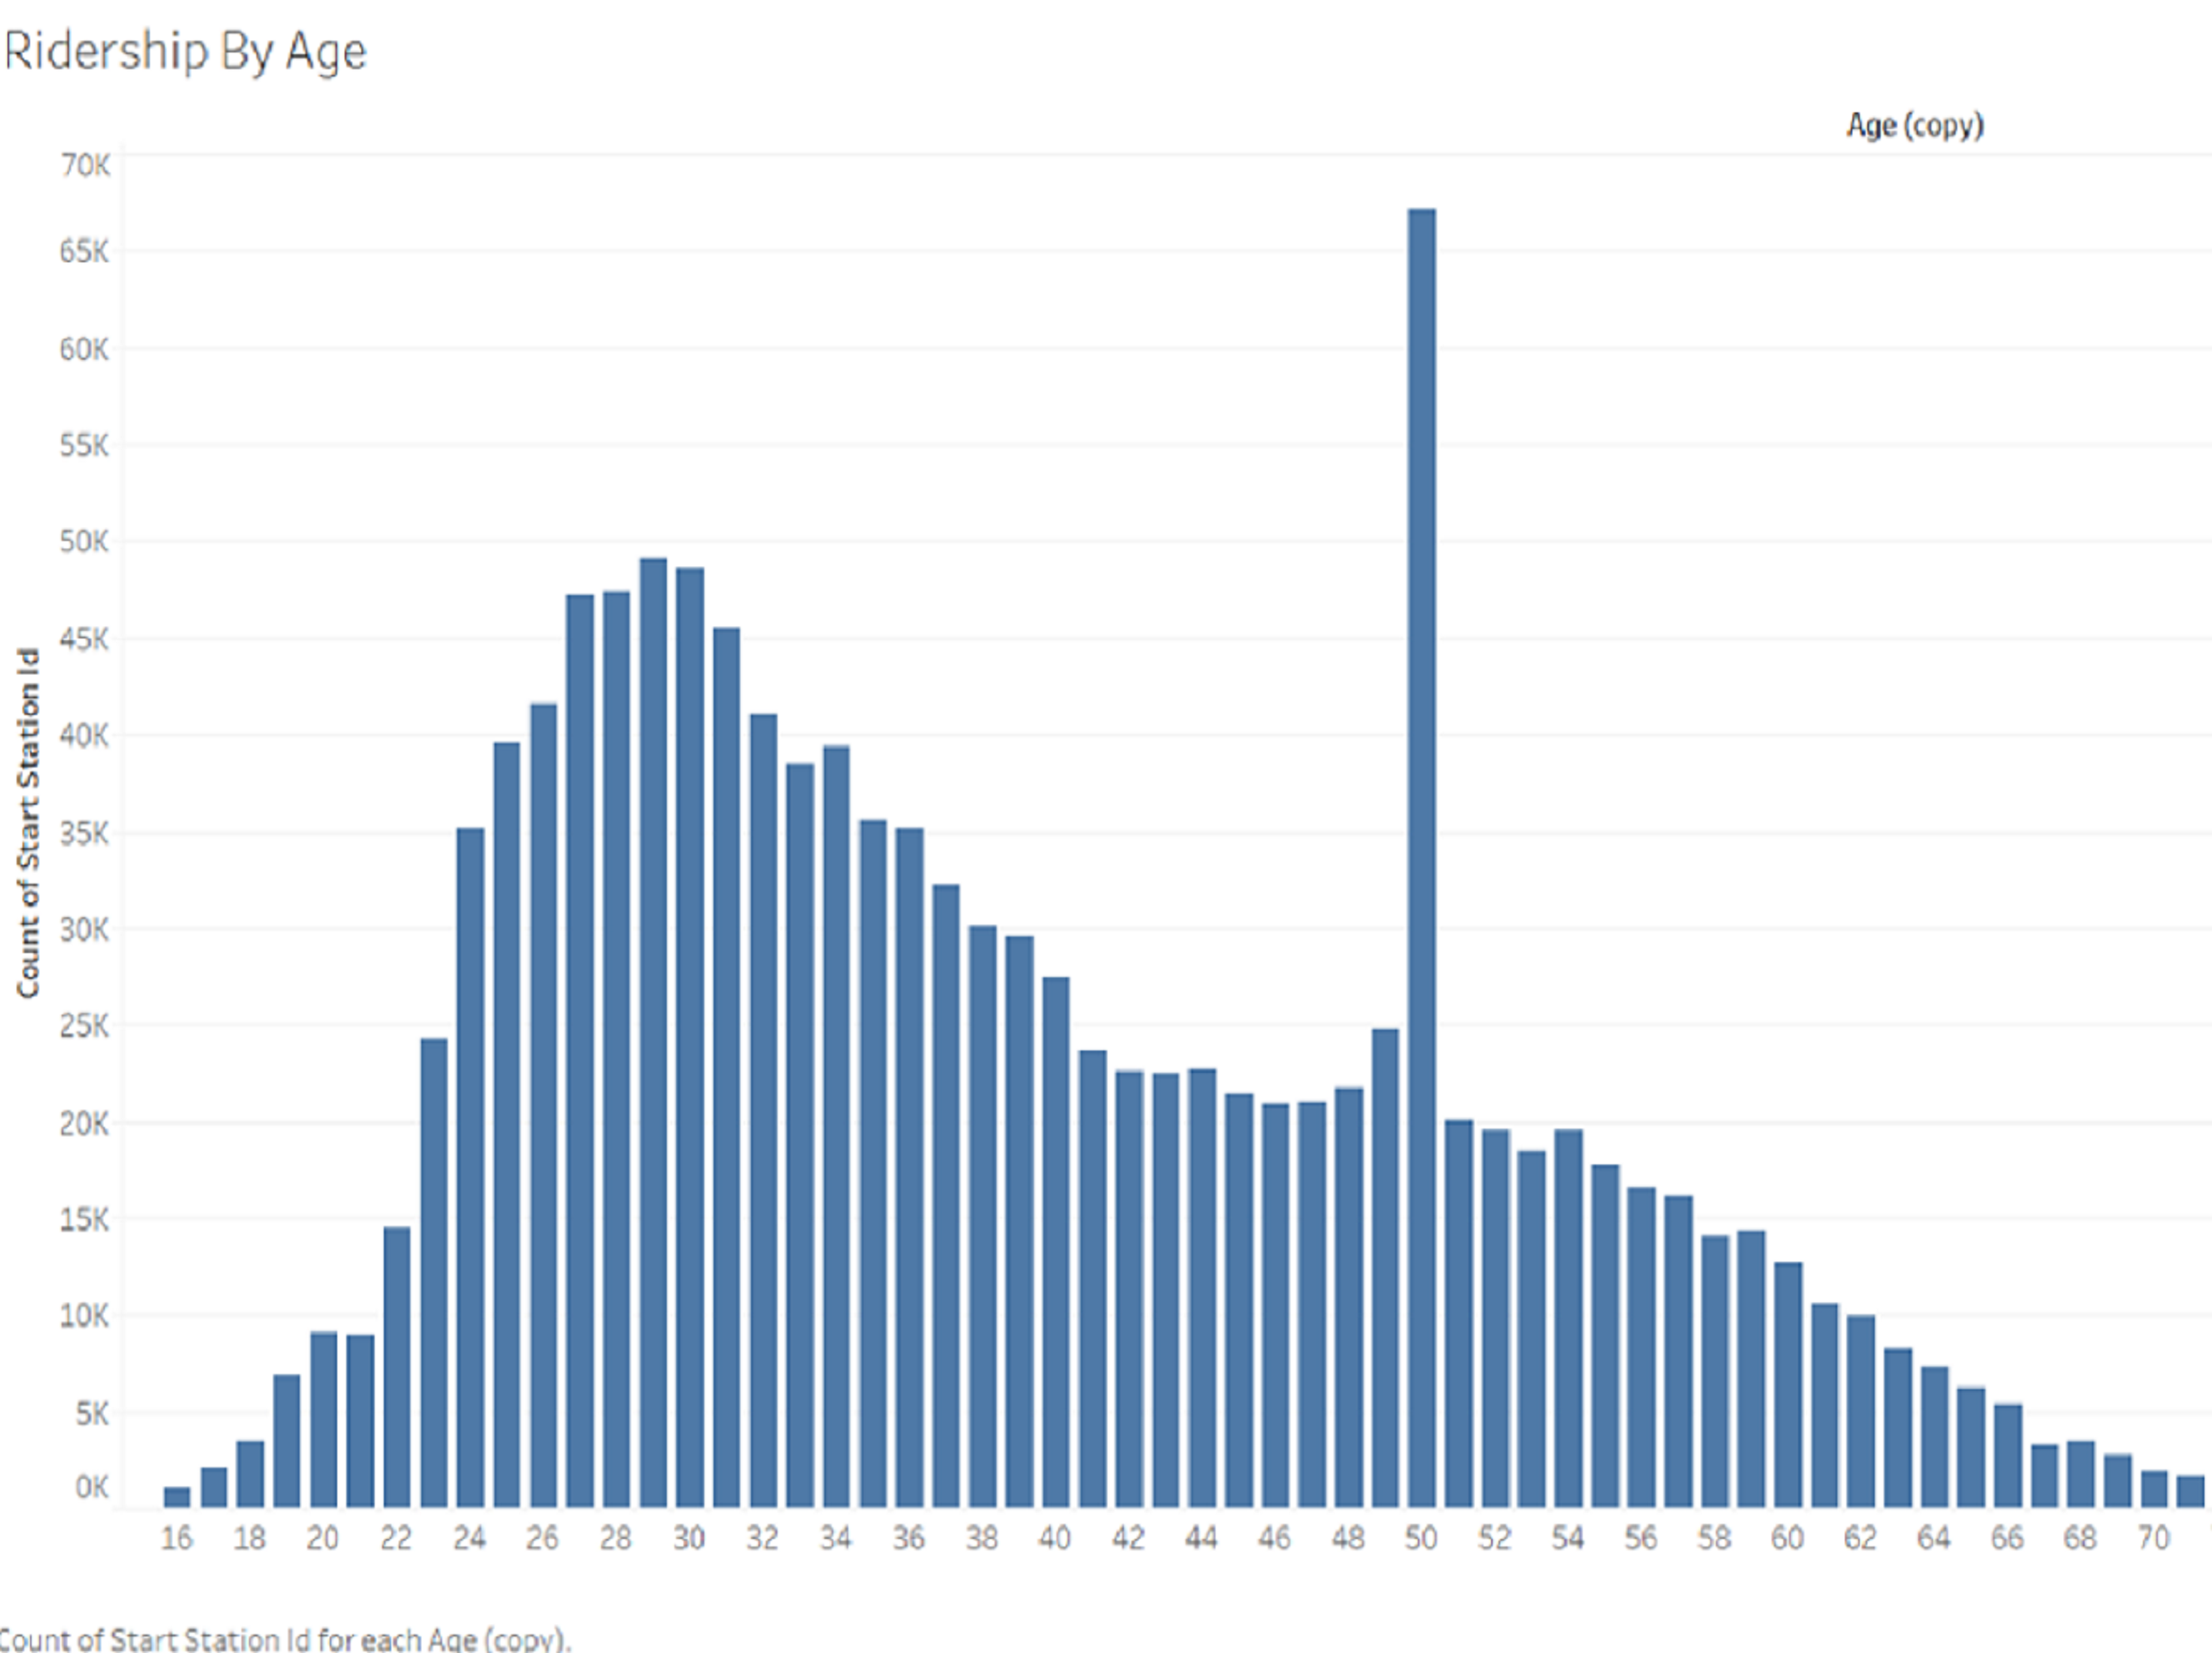 Ridership By Age
Age (copy)
70K
65K
60K
55K
50K
45K
40K
35K
30K
25K
20K
15K
10K
5K
0K
Count of Start Station Id
16 18 20 22 24 26 28 30 32 34 36 38 40 42 44 46 48 50 52 54 56 58 60 62 64 66 68 70
Count of Start Station Id for each Age (copy).